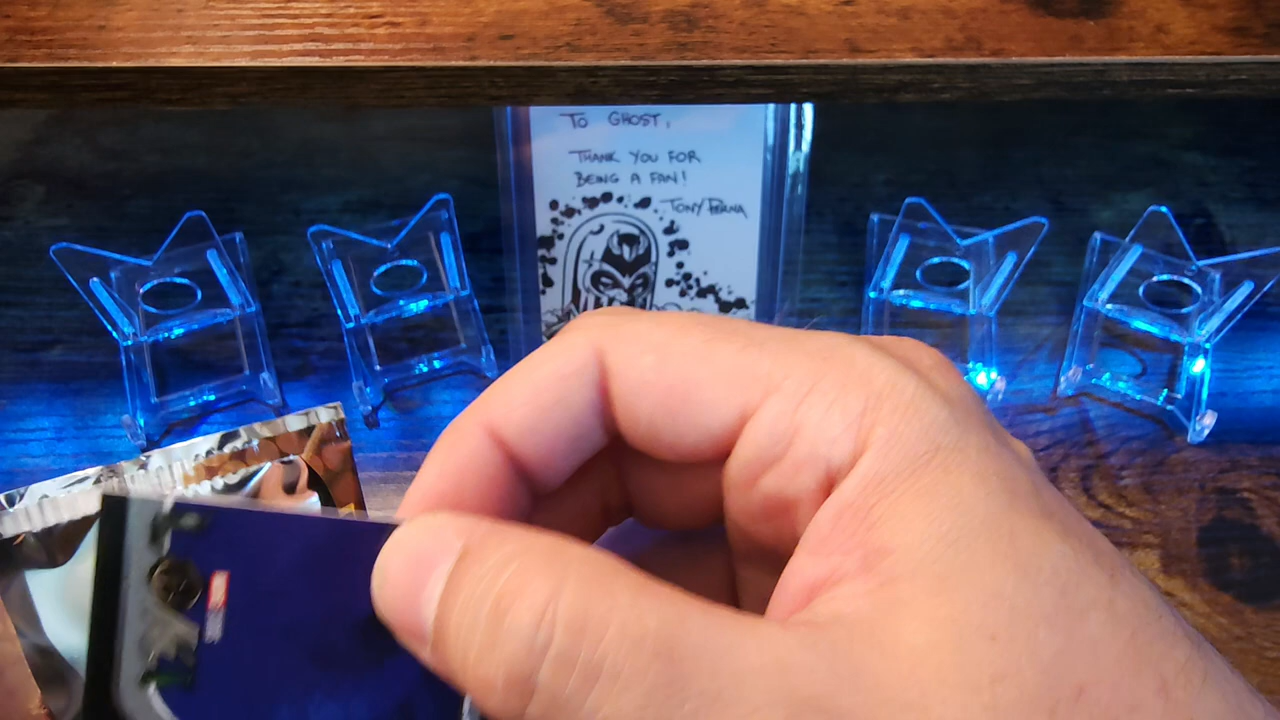 TO GHOST,
THANK YOU FOR
BEING A FAN!
TONY PERNA